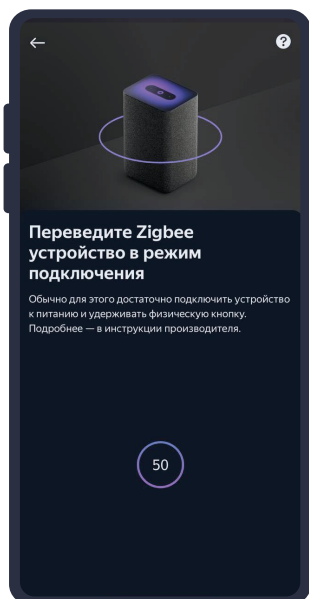 ?
Переведите Zigbee
устройство в режим
подключения
Обычно для этого достаточно подключить устройство
к питанию и удерживать физическую кнопку.
Подробнее — в инструкции производителя.
50